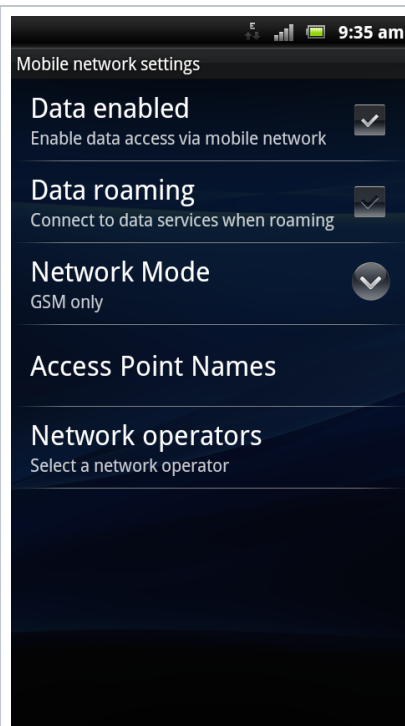 E
9:35 am
Mobile network settings
Data enabled
Enable data access via mobile network
Data roaming
Connect to data services when roaming
Network Mode
GSM only
Access Point Names
Network operators
Select a network operator